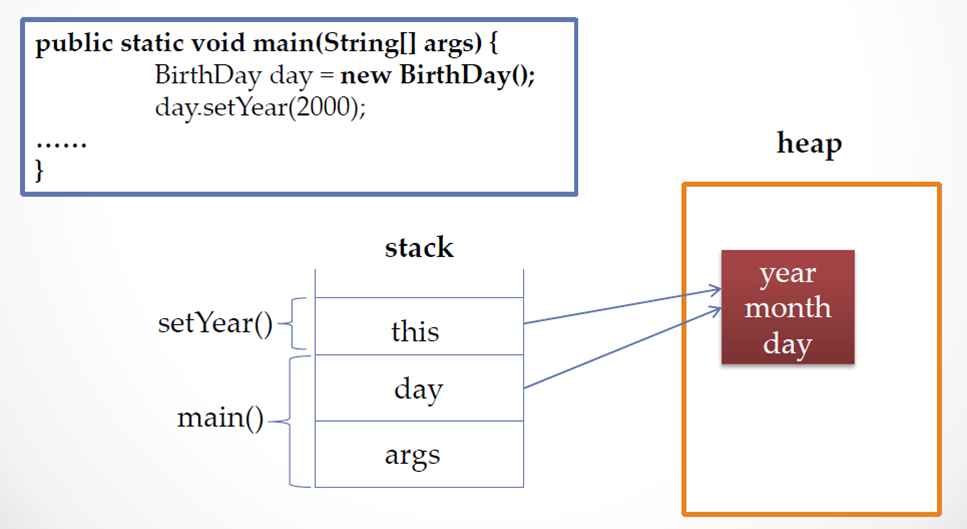 public static void main(String[] args) {
BirthDay day = new BirthDay();
day.setYear(2000);
......
}
heap
stack
year
month
day
setYear()
this
day
main()
args